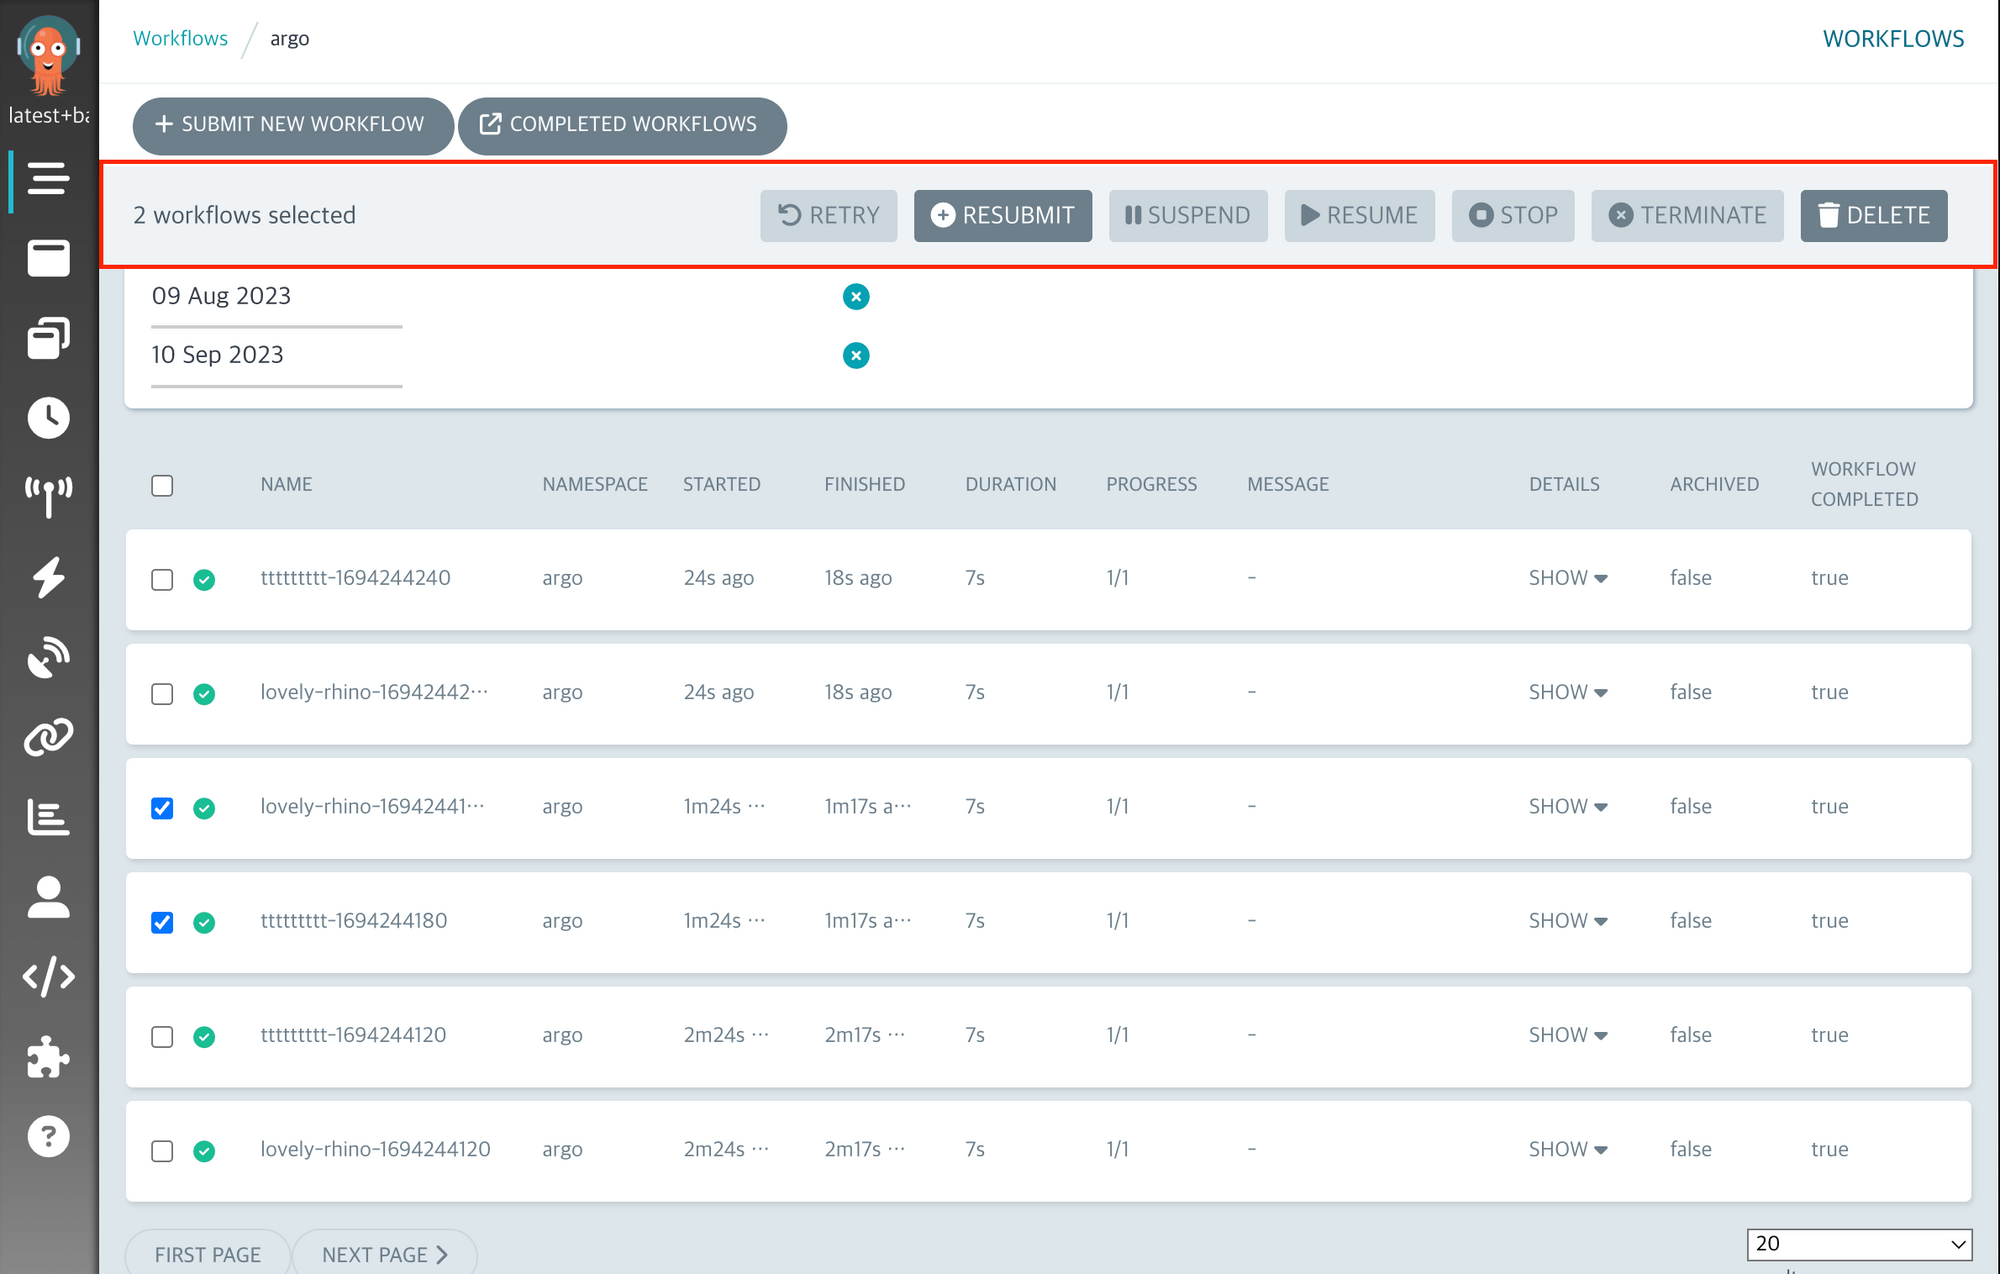 latest+ba
Workflows / argo
WORKFLOWS
+ SUBMIT NEW WORKFLOW
COMPLETED WORKFLOWS
2 workflows selected
RETRY
RESUBMIT
SUSPEND
RESUME
STOP
TERMINATE
DELETE
09 Aug 2023
10 Sep 2023
NAME NAMESPACE STARTED FINISHED DURATION PROGRESS MESSAGE DETAILS ARCHIVED WORKFLOW COMPLETED
ttttttttt-1694244240 argo 24s ago 18s ago 7s 1/1 - SHOW false true
lovely-rhino-16942442··· argo 24s ago 18s ago 7s 1/1 - SHOW false true
lovely-rhino-16942441··· argo 1m24s ··· 1m17s a··· 7s 1/1 - SHOW false true
ttttttttt-1694244180 argo 1m24s ··· 1m17s a··· 7s 1/1 - SHOW false true
ttttttttt-1694244120 argo 2m24s ··· 2m17s ··· 7s 1/1 - SHOW false true
lovely-rhino-1694244120 argo 2m24s ··· 2m17s ··· 7s 1/1 - SHOW false true
FIRST PAGE
NEXT PAGE
20